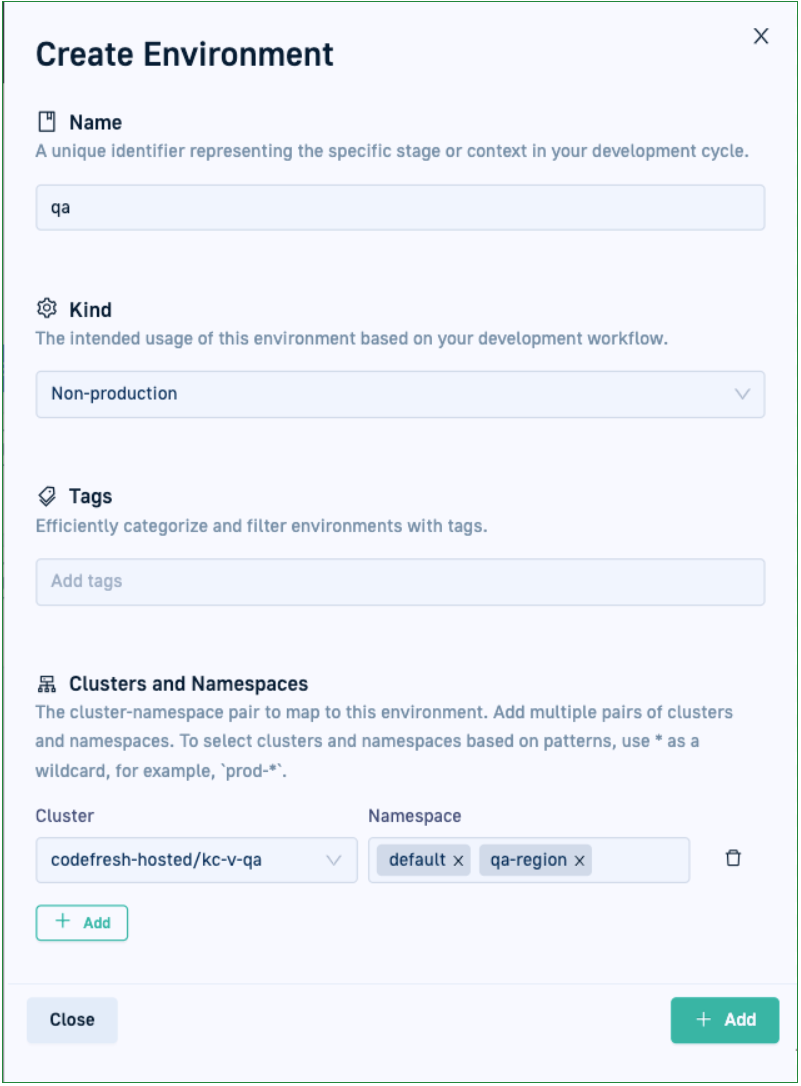 Create Environment
Name
A unique identifier representing the specific stage or context in your development cycle.
qa
Kind
The intended usage of this environment based on your development workflow.
Non-production
Tags
Efficiently categorize and filter environments with tags.
Add tags
Clusters and Namespaces
The cluster-namespace pair to map to this environment. Add multiple pairs of clusters
and namespaces. To select clusters and namespaces based on patterns, use * as a
wildcard, for example, `prod-*`.
Cluster Namespace
codefresh-hosted/kc-v-qa default × qa-region ×
+ Add
Close + Add